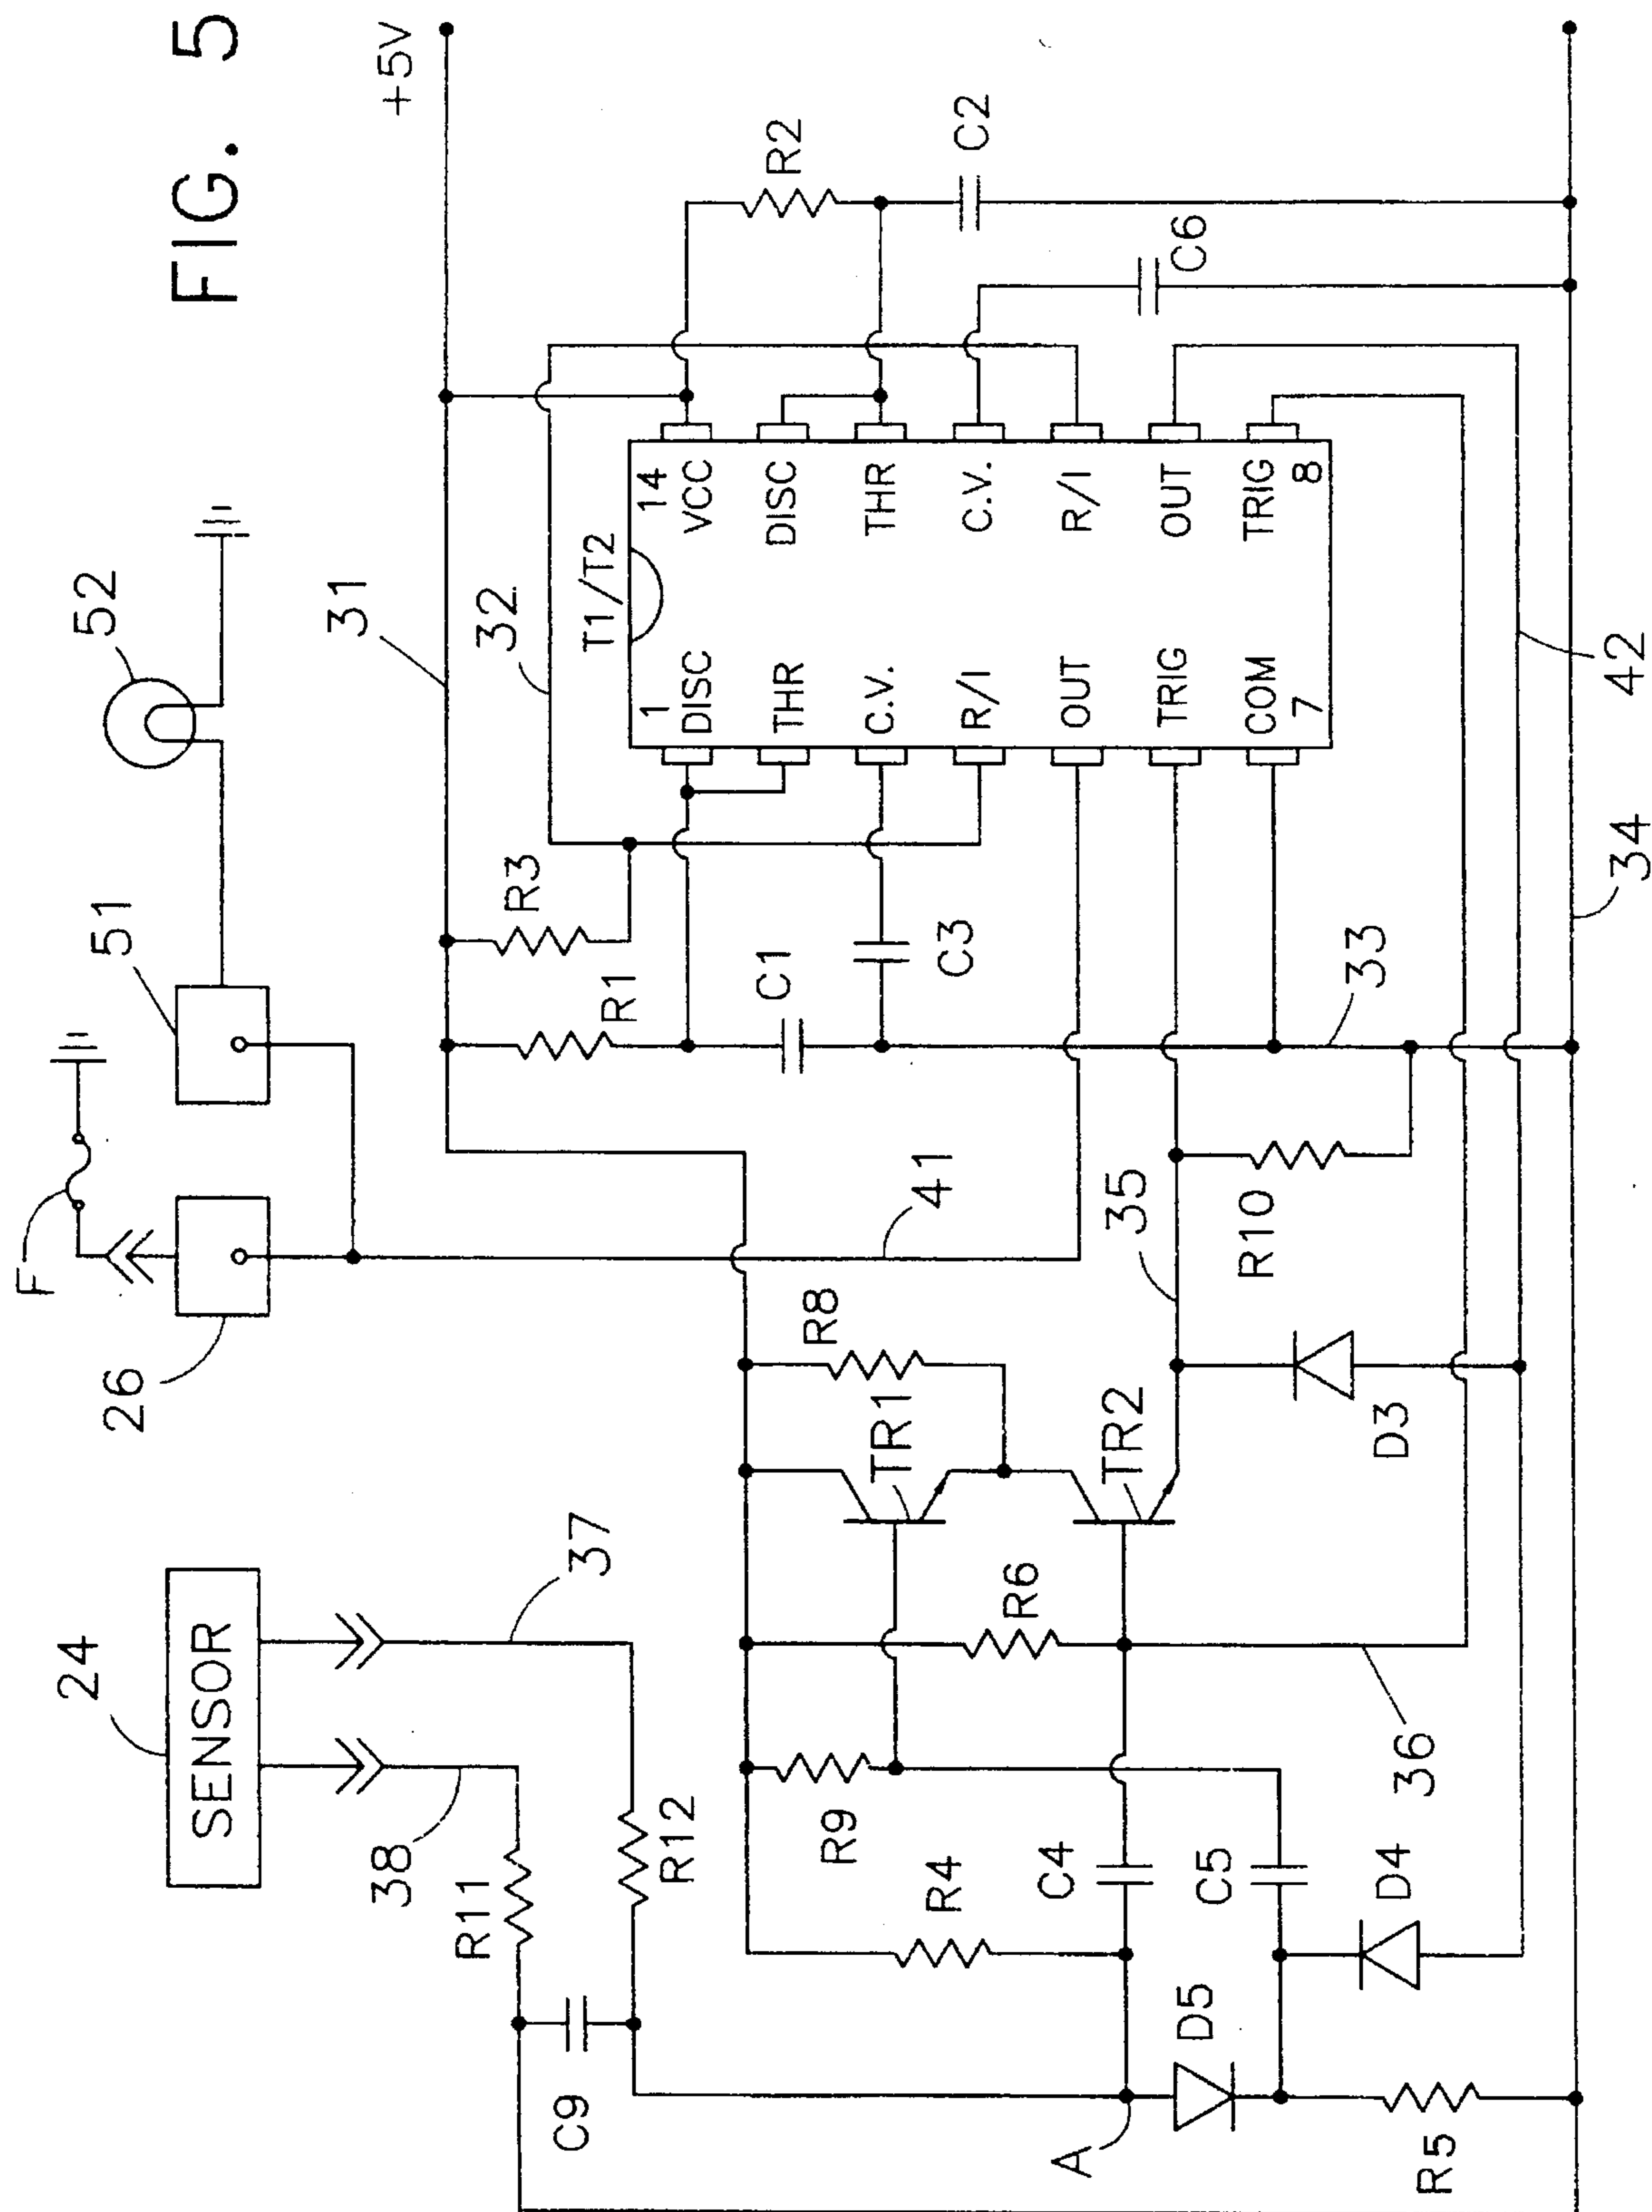 FIG. 5
+5V
F
26
51
52
24
SENSOR
37
38
R11
R12
C9
31
32
R3
R1
C1
C3
R2
C2
C6
T1/T2
1
14
DISC
VCC
THR
DISC
C.V.
THR
R/I
C.V.
OUT
R/I
TRIG
OUT
COM
TRIG
7
8
33
34
42
41
35
R10
R8
TR1
TR2
D3
R6
R9
R4
C4
C5
D4
D5
36
A
R5